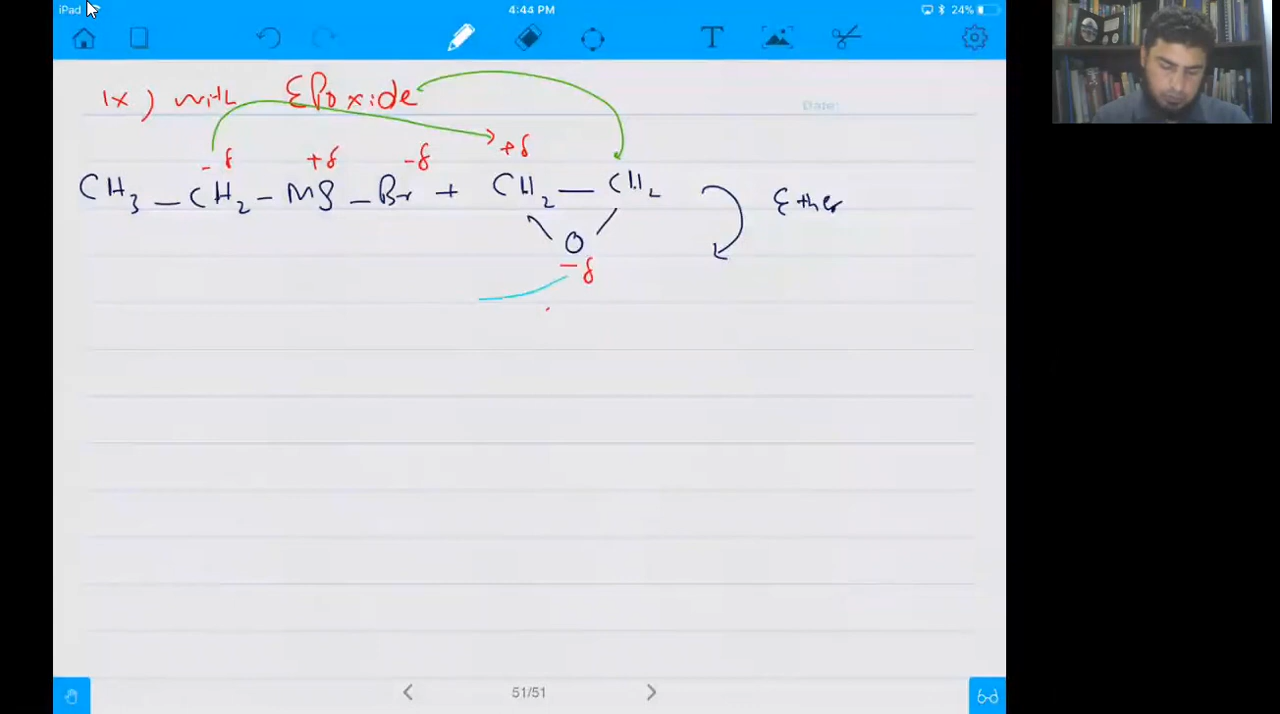 iPad
4:44 PM
24%
T
IX ) with Epoxide
Date:
-δ +δ -δ +δ
CH3 — CH2 - Mg - Br + CH2 — CH2 Ether
O
-δ
51/51